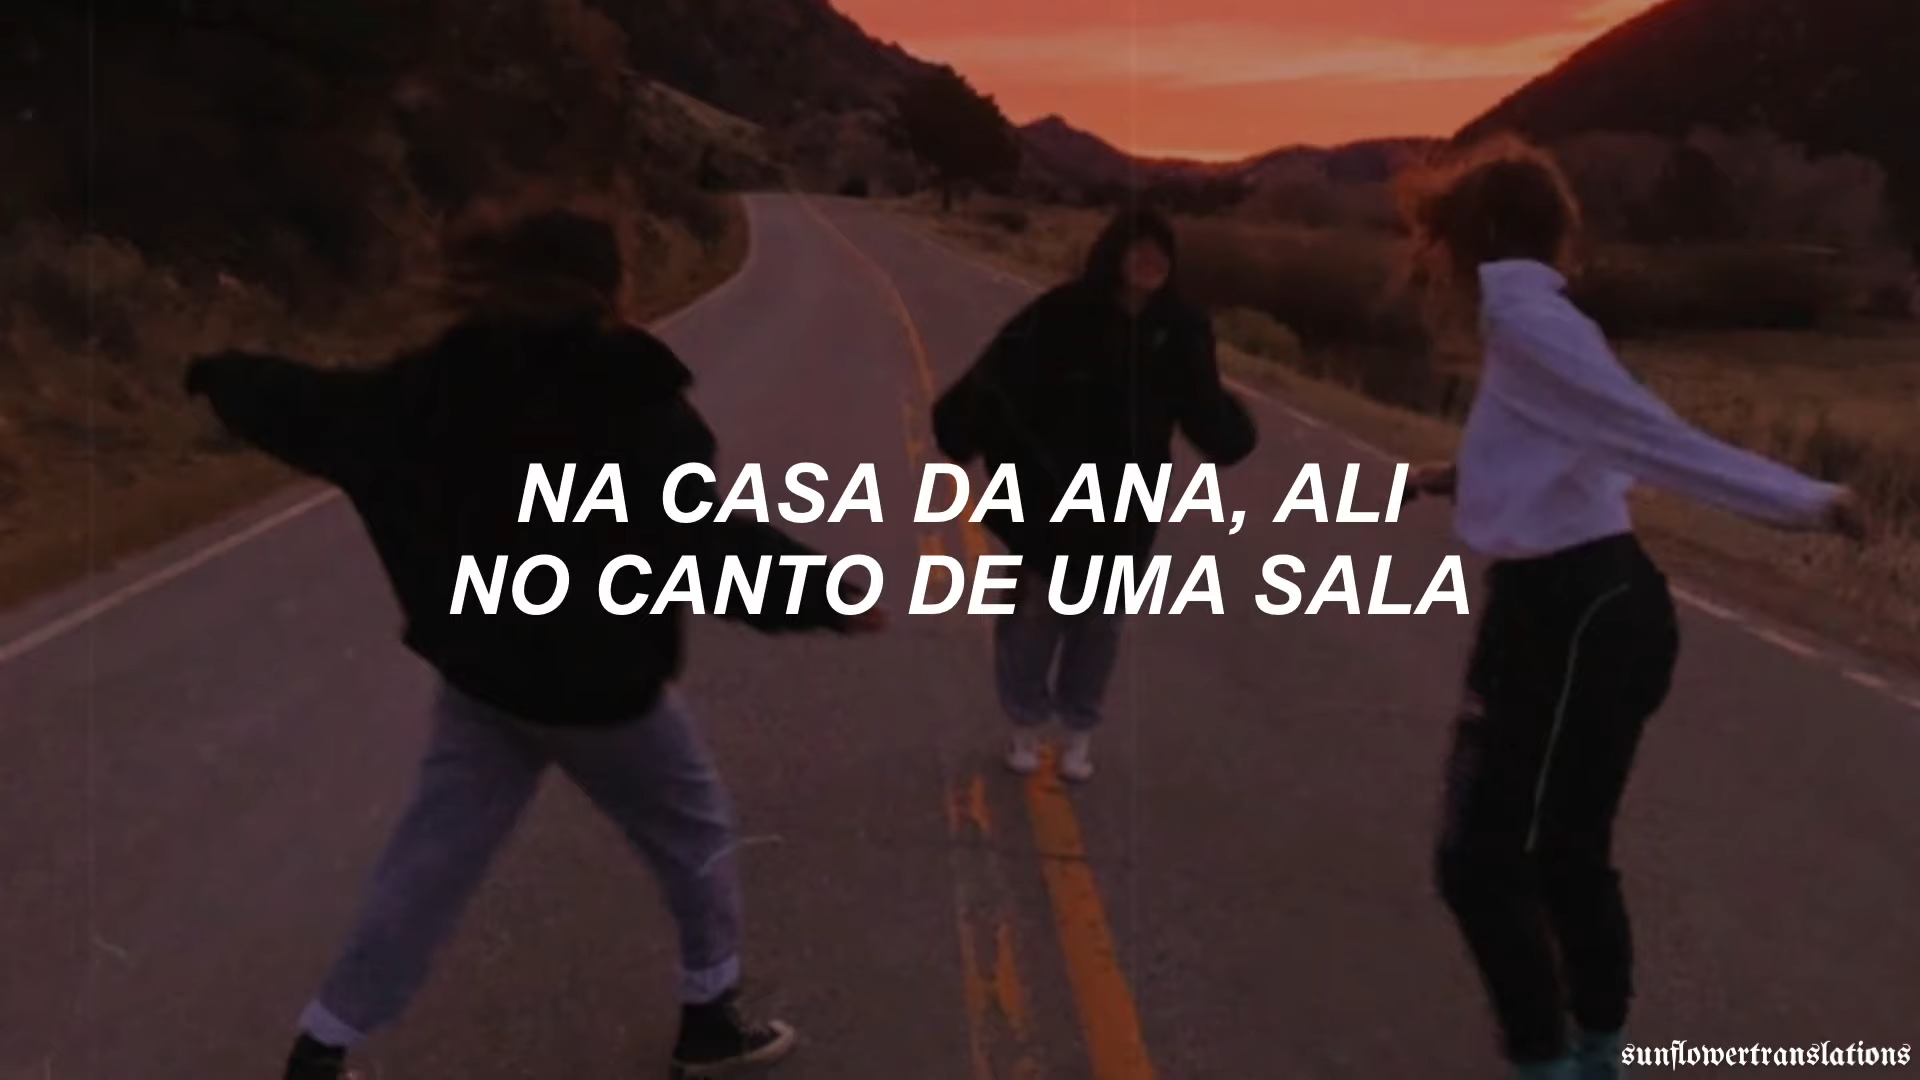 NA CASA DA ANA, ALI
NO CANTO DE UMA SALA
sunflowertranslations